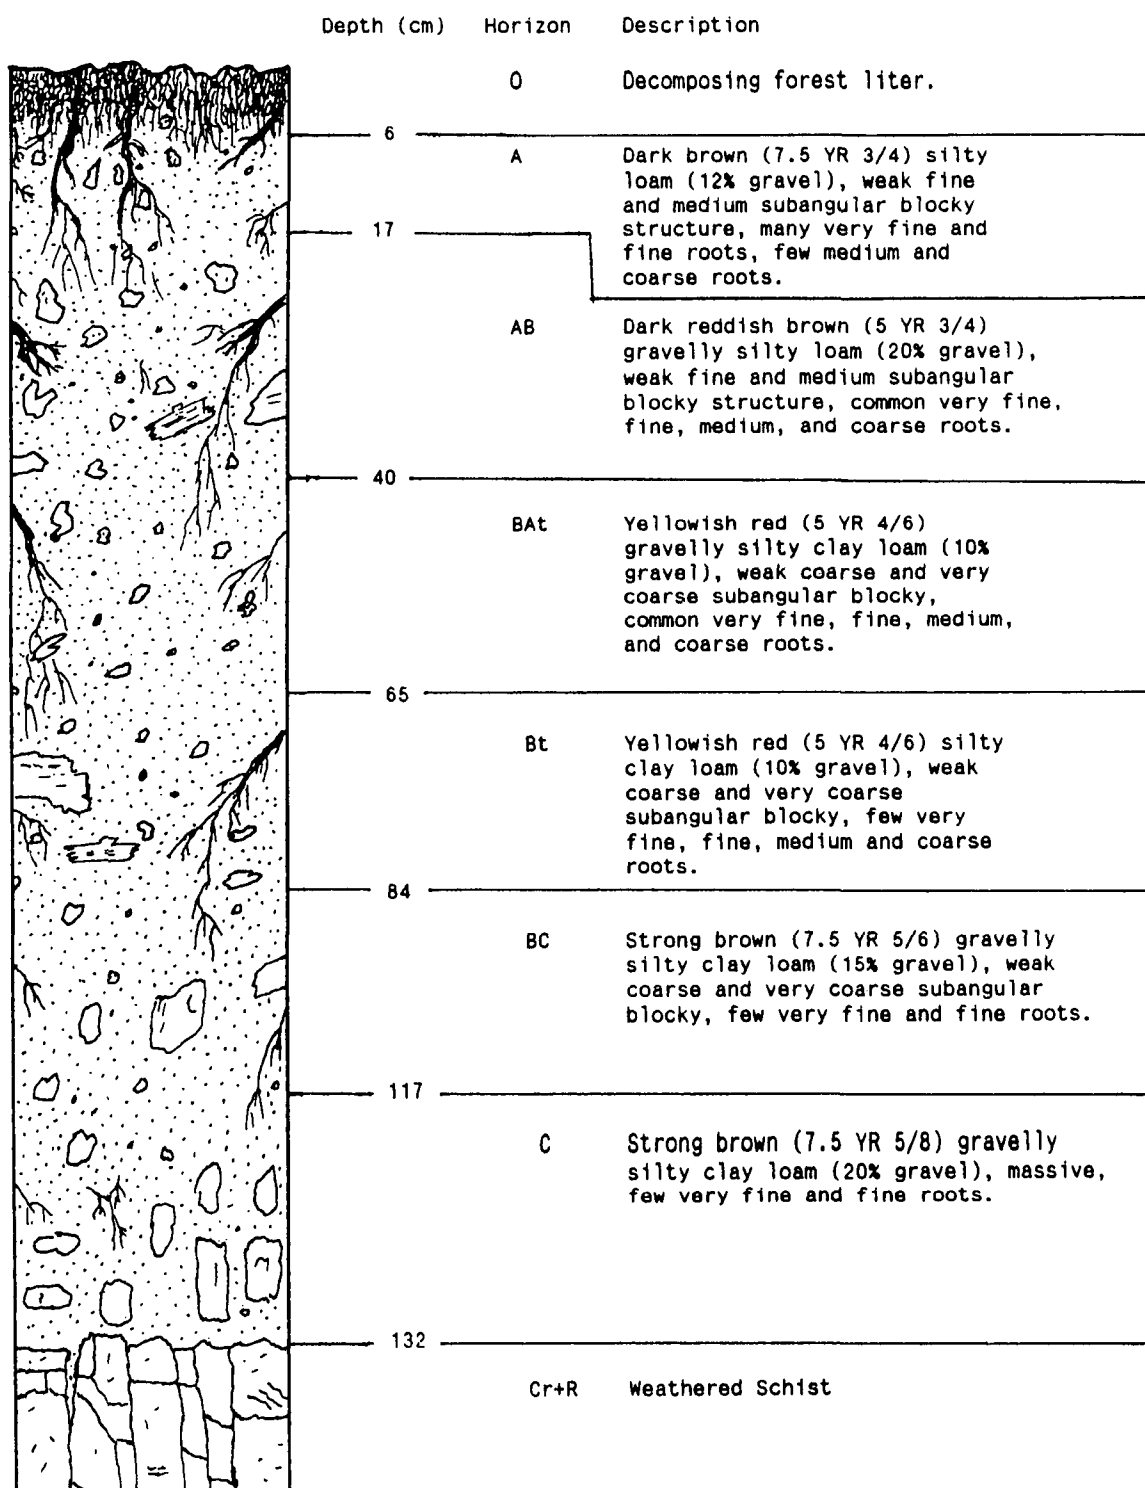 Depth (cm) Horizon Description
O Decomposing forest liter.
6
A Dark brown (7.5 YR 3/4) silty
loam (12% gravel), weak fine
and medium subangular blocky
17 structure, many very fine and
fine roots, few medium and
coarse roots.
AB Dark reddish brown (5 YR 3/4)
gravelly silty loam (20% gravel),
weak fine and medium subangular
blocky structure, common very fine,
fine, medium, and coarse roots.
40
BAt Yellowish red (5 YR 4/6)
gravelly silty clay loam (10%
gravel), weak coarse and very
coarse subangular blocky,
common very fine, fine, medium,
and coarse roots.
65
Bt Yellowish red (5 YR 4/6) silty
clay loam (10% gravel), weak
coarse and very coarse
subangular blocky, few very
fine, fine, medium and coarse
roots.
84
BC Strong brown (7.5 YR 5/6) gravelly
silty clay loam (15% gravel), weak
coarse and very coarse subangular
blocky, few very fine and fine roots.
117
C Strong brown (7.5 YR 5/8) gravelly
silty clay loam (20% gravel), massive,
few very fine and fine roots.
132
Cr+R Weathered Schist